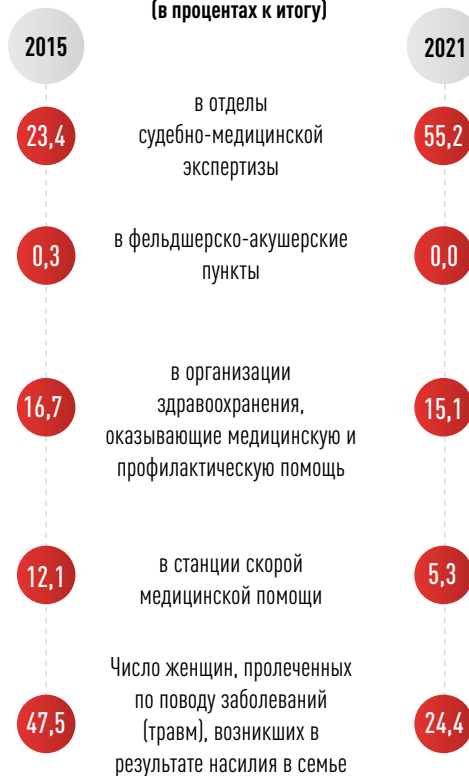 (в процентах к итогу)
2015
2021
23,4
в отделы
судебно-медицинской
экспертизы
55,2
0,3
в фельдшерско-акушерские
пункты
0,0
16,7
в организации
здравоохранения,
оказывающие медицинскую и
профилактическую помощь
15,1
12,1
в станции скорой
медицинской помощи
5,3
47,5
Число женщин, пролеченных
по поводу заболеваний
(травм), возникших в
результате насилия в семье
24,4